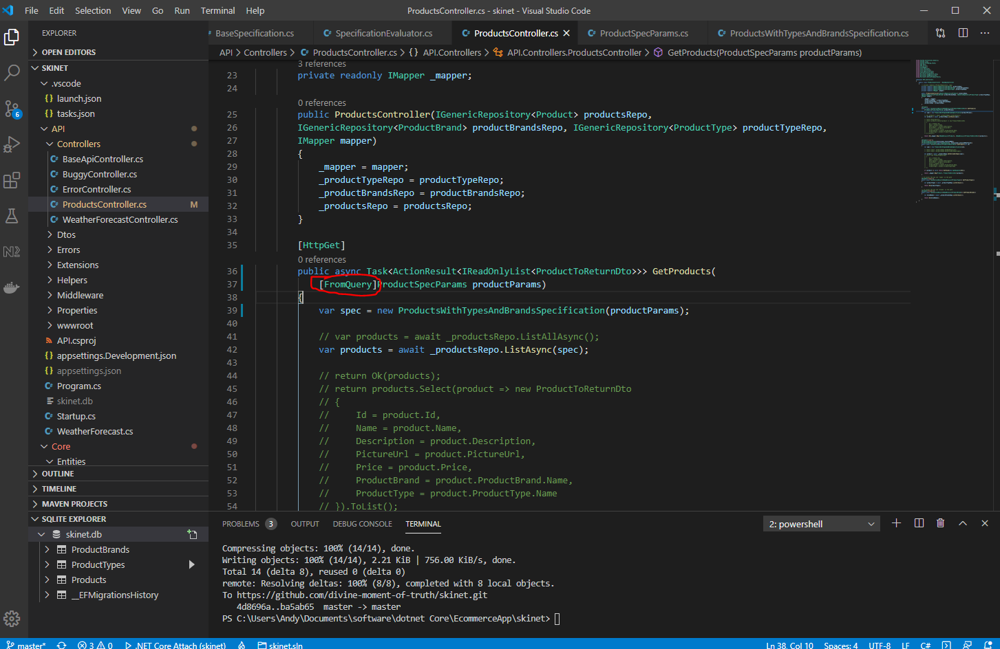 File Edit Selection View Go Run Terminal Help
ProductsController.cs - skinet - Visual Studio Code
EXPLORER
OPEN EDITORS
SKINET
.vscode
launch.json
tasks.json
API
Controllers
BaseApiController.cs
BuggyController.cs
ErrorController.cs
ProductsController.cs M
WeatherForecastController.cs
Dtos
Errors
Extensions
Helpers
Middleware
Properties
wwwroot
API.csproj
appsettings.Development.json
appsettings.json
Program.cs
skinet.db
Startup.cs
WeatherForecast.cs
Core
Entities
OUTLINE
TIMELINE
MAVEN PROJECTS
SQLITE EXPLORER
skinet.db
ProductBrands
ProductTypes
Products
__EFMigrationsHistory
6
BaseSpecification.cs SpecificationEvaluator.cs ProductsController.cs ProductSpecParams.cs ProductsWithTypesAndBrandsSpecification.cs
API > Controllers > ProductsController.cs > {} API.Controllers > API.Controllers.ProductsController > GetProducts(ProductSpecParams productParams)
3 references
23 private readonly IMapper _mapper;
24
0 references
25 public ProductsController(IGenericRepository<Product> productsRepo,
26 IGenericRepository<ProductBrand> productBrandsRepo, IGenericRepository<ProductType> productTypeRepo,
27 IMapper mapper)
28 {
29 _mapper = mapper;
30 _productTypeRepo = productTypeRepo;
31 _productBrandsRepo = productBrandsRepo;
32 _productsRepo = productsRepo;
33 }
34
35 [HttpGet]
0 references
36 public async Task<ActionResult<IReadOnlyList<ProductToReturnDto>>> GetProducts(
37 [FromQuery]ProductSpecParams productParams)
38 {
39 var spec = new ProductsWithTypesAndBrandsSpecification(productParams);
40
41 // var products = await _productsRepo.ListAllAsync();
42 var products = await _productsRepo.ListAsync(spec);
43
44 // return Ok(products);
45 // return products.Select(product => new ProductToReturnDto
46 // {
47 // Id = product.Id,
48 // Name = product.Name,
49 // Description = product.Description,
50 // PictureUrl = product.PictureUrl,
51 // Price = product.Price,
52 // ProductBrand = product.ProductBrand.Name,
53 // ProductType = product.ProductType.Name
54 // }).ToList();
PROBLEMS 3 OUTPUT DEBUG CONSOLE TERMINAL 2: powershell
Compressing objects: 100% (14/14), done.
Writing objects: 100% (14/14), 2.21 KiB | 756.00 KiB/s, done.
Total 14 (delta 8), reused 0 (delta 0)
remote: Resolving deltas: 100% (8/8), completed with 8 local objects.
To https://github.com/divine-moment-of-truth/skinet.git
4d8696a..ba5ab65 master -> master
PS C:\Users\Andy\Documents\software\dotnet Core\EcommerceApp\skinet>
master* 3 0 .NET Core Attach (skinet) skinet.sln Ln 38, Col 10 Spaces: 4 UTF-8 LF C#